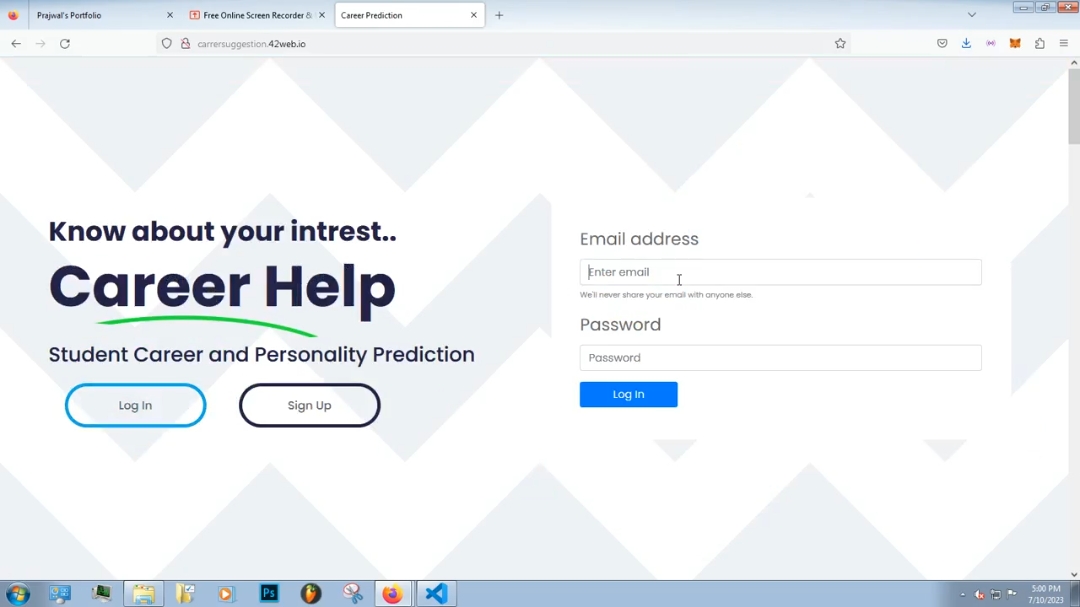 Prajwal's Portfolio
Free Online Screen Recorder &
Career Prediction
carrersuggestion.42web.io
Know about your intrest..
Career Help
Student Career and Personality Prediction
Log In
Sign Up
Email address
Enter email
We'll never share your email with anyone else.
Password
Password
Log In
Ps
5:00 PM
7/10/2023